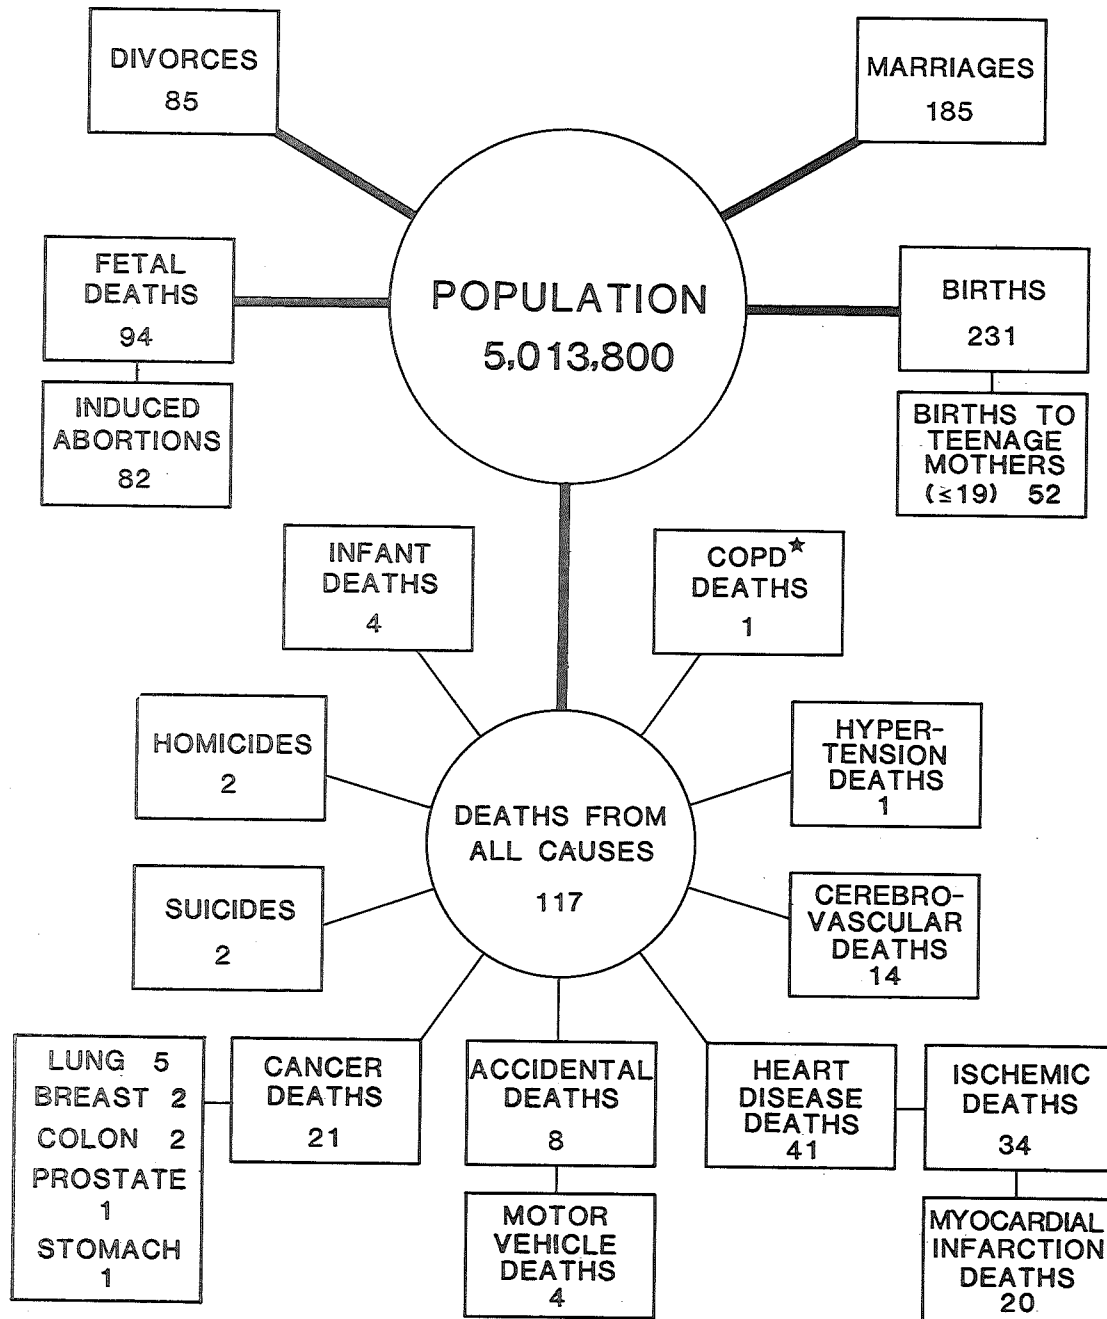 DIVORCES
85
MARRIAGES
185
FETAL
DEATHS
94
POPULATION
5,013,800
BIRTHS
231
INDUCED
ABORTIONS
82
BIRTHS TO
TEENAGE
MOTHERS
(≤19) 52
INFANT
DEATHS
4
COPD★
DEATHS
1
HOMICIDES
2
HYPER-
TENSION
DEATHS
1
DEATHS FROM
ALL CAUSES
117
SUICIDES
2
CEREBRO-
VASCULAR
DEATHS
14
LUNG 5
BREAST 2
COLON 2
PROSTATE
1
STOMACH
1
CANCER
DEATHS
21
ACCIDENTAL
DEATHS
8
MOTOR
VEHICLE
DEATHS
4
HEART
DISEASE
DEATHS
41
ISCHEMIC
DEATHS
34
MYOCARDIAL
INFARCTION
DEATHS
20